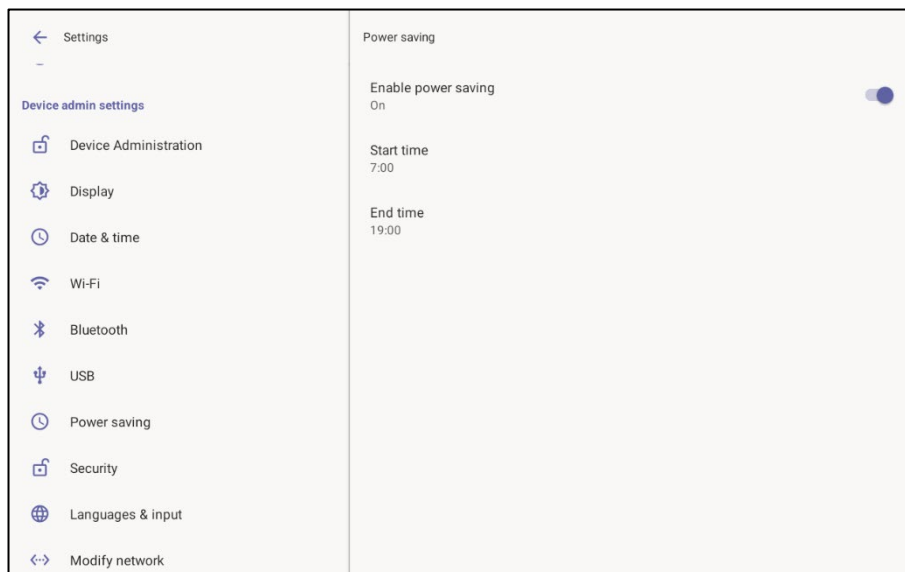 Settings
Device admin settings
Device Administration
Display
Date & time
Wi-Fi
Bluetooth
USB
Power saving
Security
Languages & input
Modify network
Power saving
Enable power saving
On
Start time
7:00
End time
19:00